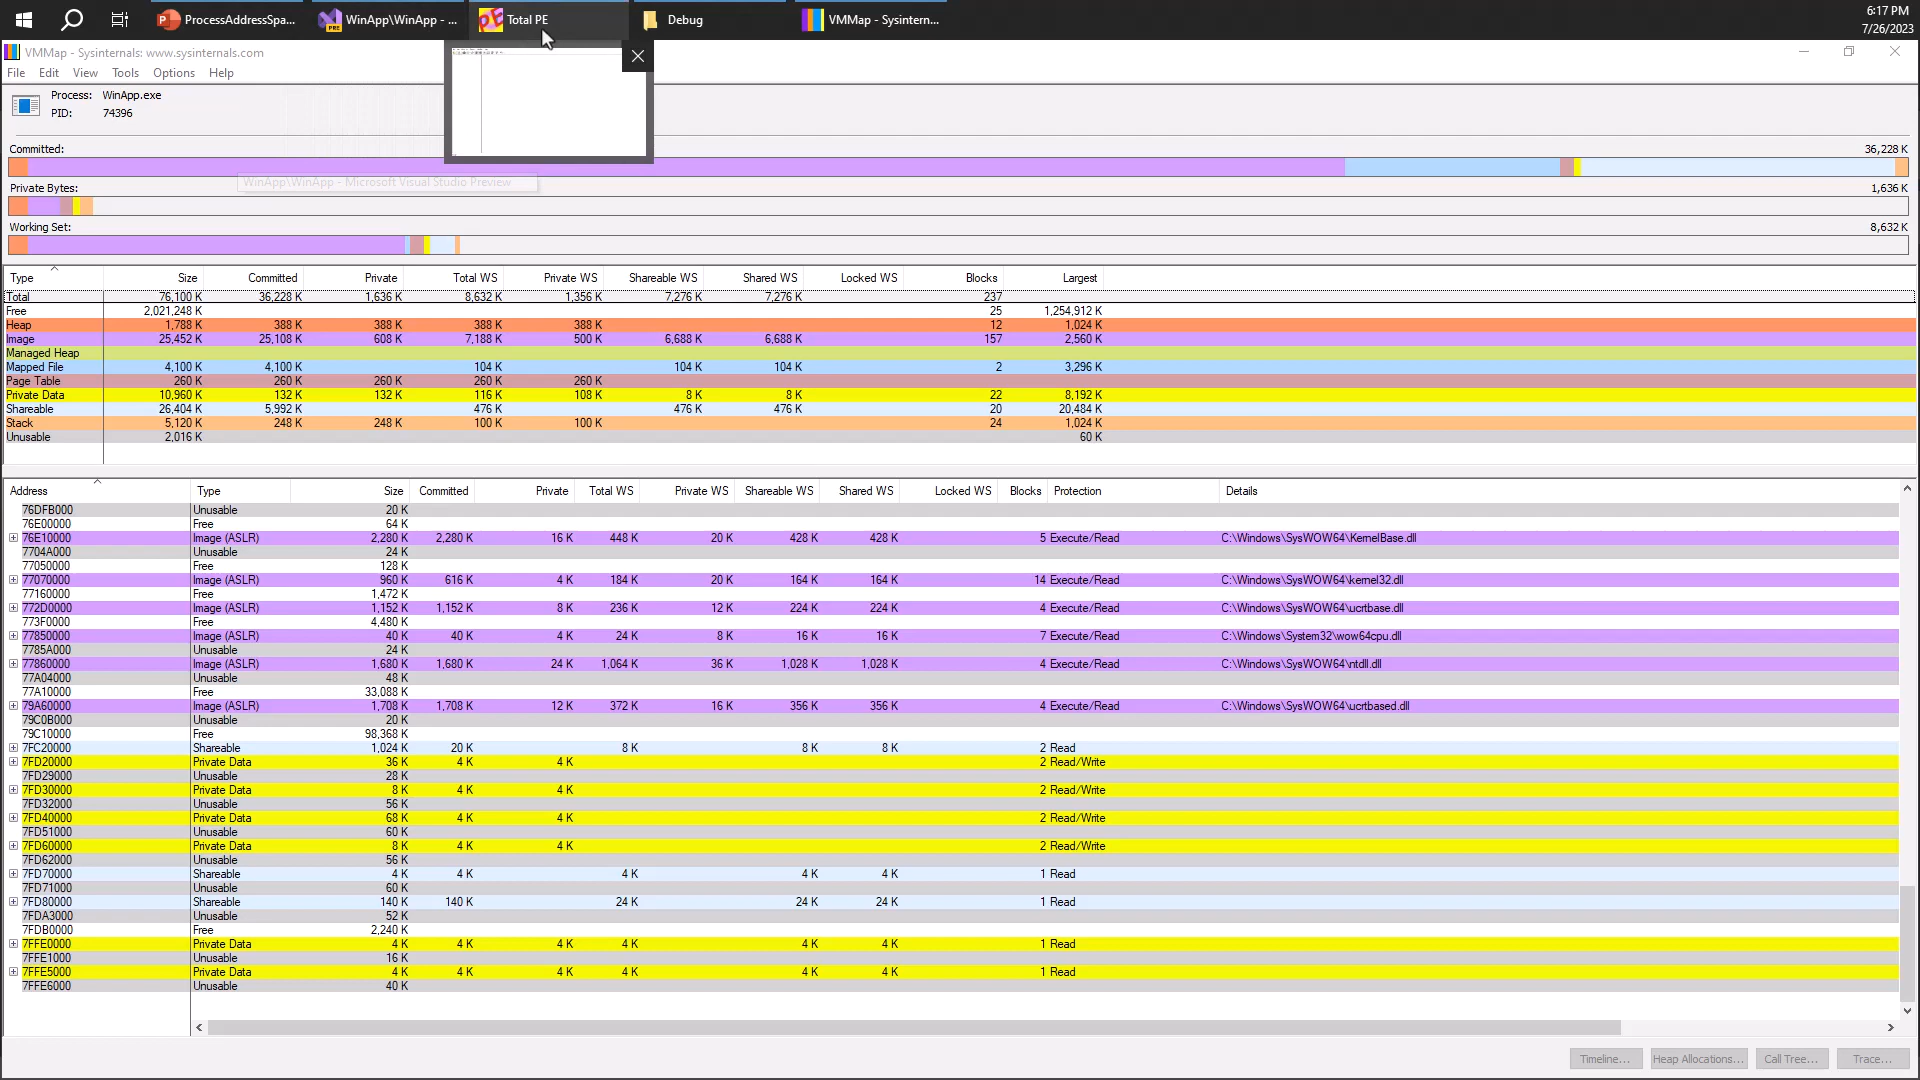 ProcessAddressSpa...
WinApp\WinApp - ...
Total PE
Debug
VMMap - Sysintern...
6:17 PM
7/26/2023
VMMap - Sysinternals: www.sysinternals.com
File Edit View Tools Options Help
Process: WinApp.exe
PID: 74396
Committed: 36,228 K
WinApp\WinApp - Microsoft Visual Studio Preview
Private Bytes: 1,636 K
Working Set: 8,632 K
Type Size Committed Private Total WS Private WS Shareable WS Shared WS Locked WS Blocks Largest
Total 76,100 K 36,228 K 1,636 K 8,632 K 1,356 K 7,276 K 7,276 K 237
Free 2,021,248 K 25 1,254,912 K
Heap 1,788 K 388 K 388 K 388 K 388 K 12 1,024 K
Image 25,452 K 25,108 K 608 K 7,188 K 500 K 6,688 K 6,688 K 157 2,560 K
Managed Heap
Mapped File 4,100 K 4,100 K 104 K 104 K 104 K 2 3,296 K
Page Table 260 K 260 K 260 K 260 K 260 K
Private Data 10,960 K 132 K 132 K 116 K 108 K 8 K 8 K 22 8,192 K
Shareable 26,404 K 5,992 K 476 K 476 K 476 K 20 20,484 K
Stack 5,120 K 248 K 248 K 100 K 100 K 24 1,024 K
Unusable 2,016 K 60 K
Address Type Size Committed Private Total WS Private WS Shareable WS Shared WS Locked WS Blocks Protection Details
76DFB000 Unusable 20 K
76E00000 Free 64 K
76E10000 Image (ASLR) 2,280 K 2,280 K 16 K 448 K 20 K 428 K 428 K 5 Execute/Read C:\Windows\SysWOW64\KernelBase.dll
7704A000 Unusable 24 K
77050000 Free 128 K
77070000 Image (ASLR) 960 K 616 K 4 K 184 K 20 K 164 K 164 K 14 Execute/Read C:\Windows\SysWOW64\kernel32.dll
77160000 Free 1,472 K
772D0000 Image (ASLR) 1,152 K 1,152 K 8 K 236 K 12 K 224 K 224 K 4 Execute/Read C:\Windows\SysWOW64\ucrtbase.dll
773F0000 Free 4,480 K
77850000 Image (ASLR) 40 K 40 K 4 K 24 K 8 K 16 K 16 K 7 Execute/Read C:\Windows\System32\wow64cpu.dll
7785A000 Unusable 24 K
77860000 Image (ASLR) 1,680 K 1,680 K 24 K 1,064 K 36 K 1,028 K 1,028 K 4 Execute/Read C:\Windows\SysWOW64\ntdll.dll
77A04000 Unusable 48 K
77A10000 Free 33,088 K
79A60000 Image (ASLR) 1,708 K 1,708 K 12 K 372 K 16 K 356 K 356 K 4 Execute/Read C:\Windows\SysWOW64\ucrtbased.dll
79C0B000 Unusable 20 K
79C10000 Free 98,368 K
7FC20000 Shareable 1,024 K 20 K 8 K 8 K 8 K 2 Read
7FD20000 Private Data 36 K 4 K 4 K 2 Read/Write
7FD29000 Unusable 28 K
7FD30000 Private Data 8 K 4 K 4 K 2 Read/Write
7FD32000 Unusable 56 K
7FD40000 Private Data 68 K 4 K 4 K 2 Read/Write
7FD51000 Unusable 60 K
7FD60000 Private Data 8 K 4 K 4 K 2 Read/Write
7FD62000 Unusable 56 K
7FD70000 Shareable 4 K 4 K 4 K 4 K 4 K 1 Read
7FD71000 Unusable 60 K
7FD80000 Shareable 140 K 140 K 24 K 24 K 24 K 1 Read
7FDA3000 Unusable 52 K
7FDB0000 Free 2,240 K
7FFE0000 Private Data 4 K 4 K 4 K 4 K 4 K 4 K 1 Read
7FFE1000 Unusable 16 K
7FFE5000 Private Data 4 K 4 K 4 K 4 K 4 K 4 K 1 Read
7FFE6000 Unusable 40 K
Timeline... Heap Allocations... Call Tree... Trace...